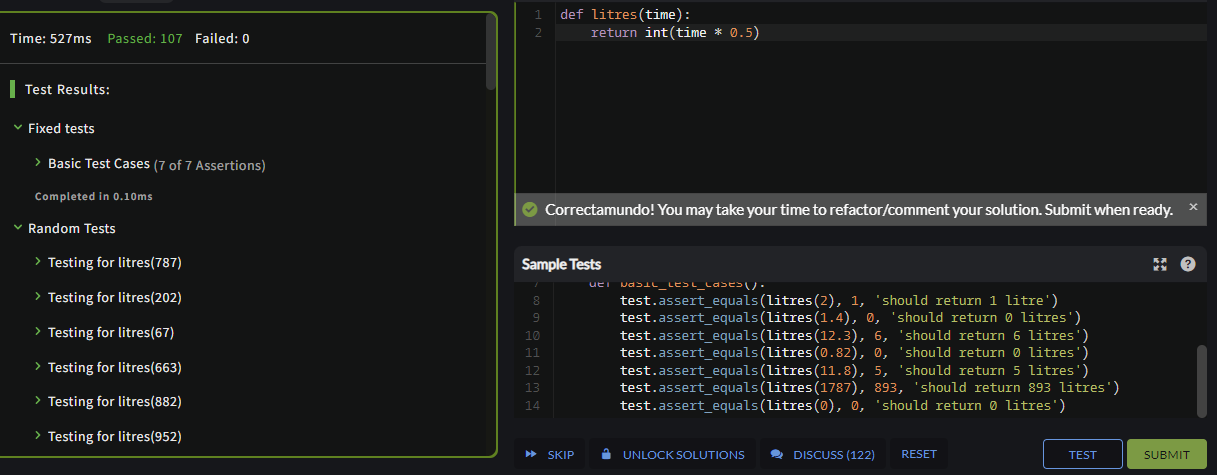 Time: 527ms Passed: 107 Failed: 0
Test Results:
Fixed tests
Basic Test Cases (7 of 7 Assertions)
Completed in 0.10ms
Random Tests
Testing for litres(787)
Testing for litres(202)
Testing for litres(67)
Testing for litres(663)
Testing for litres(882)
Testing for litres(952)
1 def litres(time):
2 return int(time * 0.5)
Correctamundo! You may take your time to refactor/comment your solution. Submit when ready. ×
Sample Tests ?
7 def basic_test_cases():
8 test.assert_equals(litres(2), 1, 'should return 1 litre')
9 test.assert_equals(litres(1.4), 0, 'should return 0 litres')
10 test.assert_equals(litres(12.3), 6, 'should return 6 litres')
11 test.assert_equals(litres(0.82), 0, 'should return 0 litres')
12 test.assert_equals(litres(11.8), 5, 'should return 5 litres')
13 test.assert_equals(litres(1787), 893, 'should return 893 litres')
14 test.assert_equals(litres(0), 0, 'should return 0 litres')
SKIP UNLOCK SOLUTIONS DISCUSS (122) RESET TEST SUBMIT